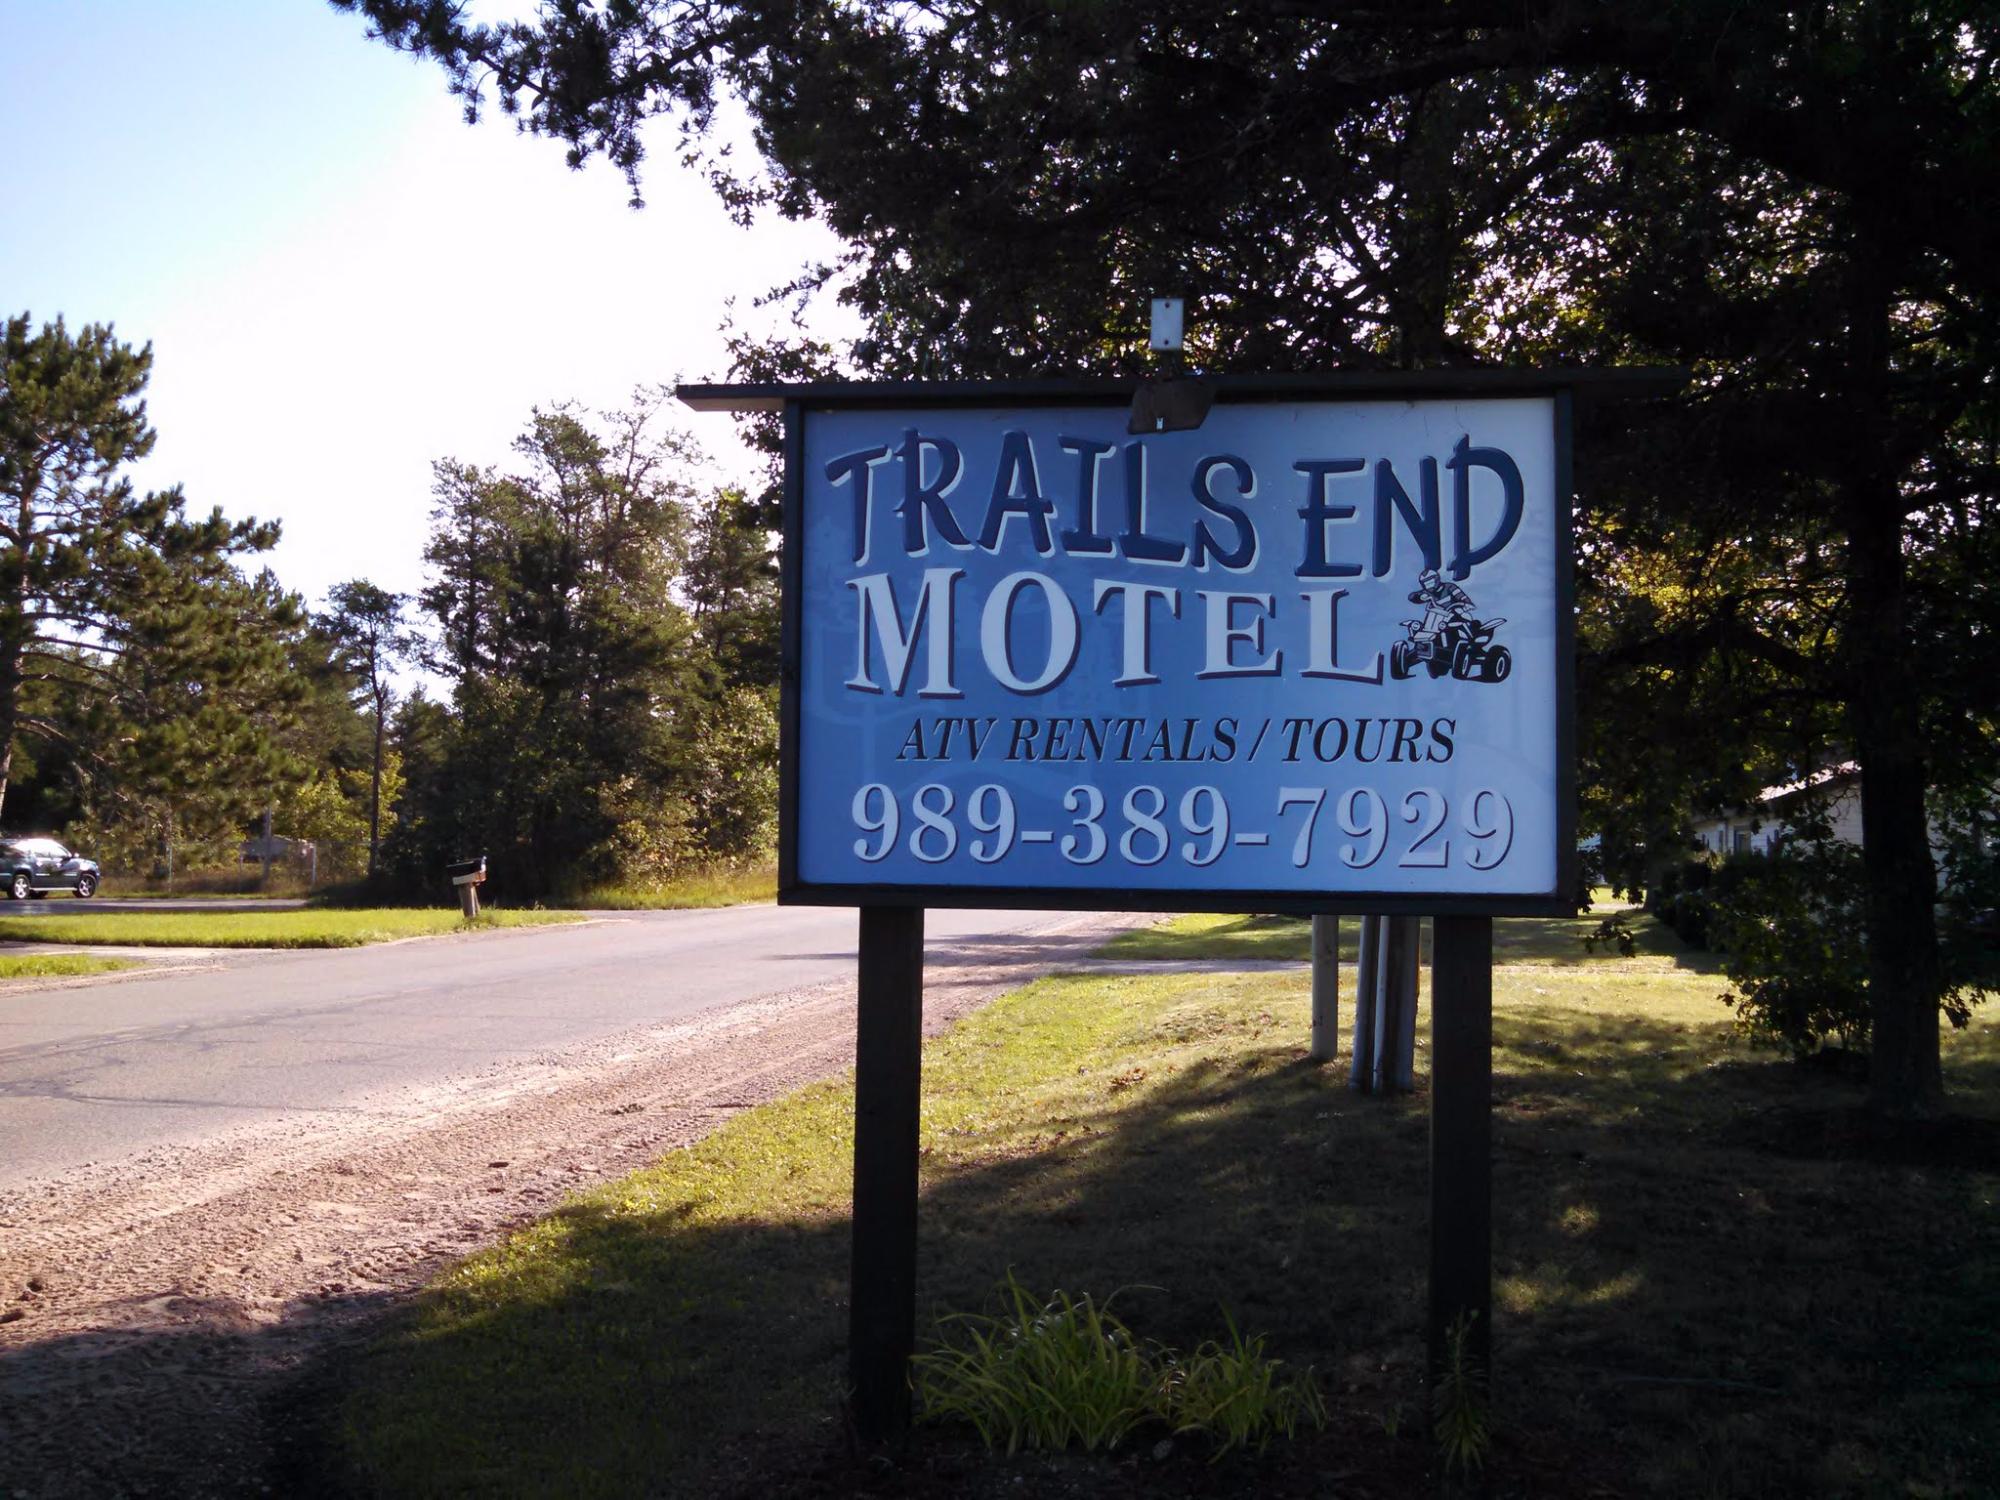 TRAILS END
MOTEL
ATV RENTALS / TOURS
989-389-7929